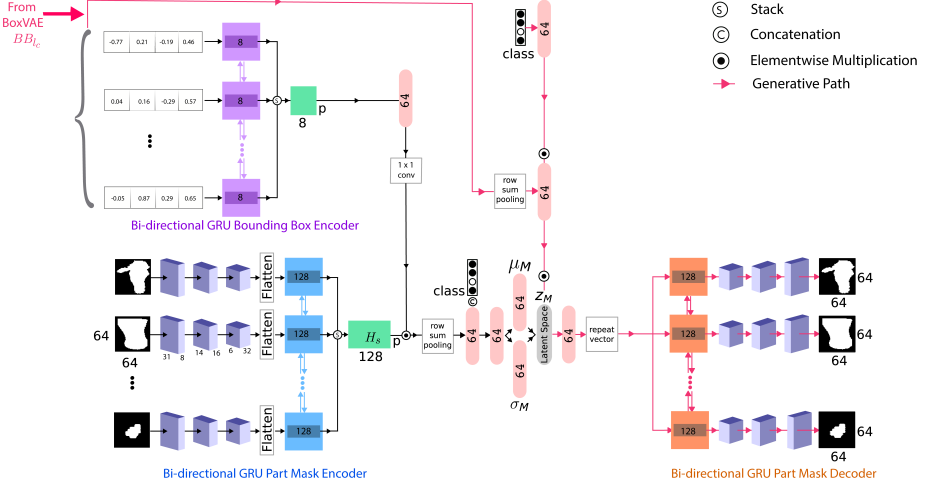 From
BoxVAE
BB_{l_c}
-0.77 0.21 -0.19 0.46
8
0.04 0.16 -0.29 0.57
8
S
8
p
64
1 x 1
conv
-0.05 0.87 0.29 0.65
8
Bi-directional GRU Bounding Box Encoder
class
64
row
sum
pooling
64
S Stack
C Concatenation
Elementwise Multiplication
Generative Path
Flatten
128
64
64
31 8 14 16 6 32
Flatten
128
S
H_s
128
p
row
sum
pooling
class
C
64
64
μ_M
64
64
σ_M
z_M
Latent Space
64
repeat
vector
Flatten
128
Bi-directional GRU Part Mask Encoder
128
64
64
128
64
64
128
64
64
Bi-directional GRU Part Mask Decoder